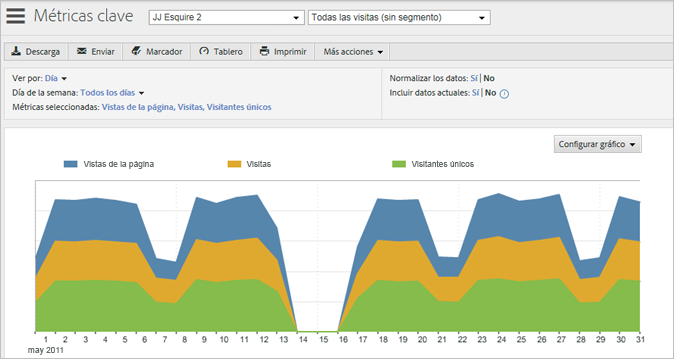 Métricas clave JJ Esquire 2 Todas las visitas (sin segmento)
Descarga Enviar Marcador Tablero Imprimir Más acciones
Ver por: Día Normalizar los datos: Sí | No
Día de la semana: Todos los días Incluir datos actuales: Sí | No
Métricas seleccionadas: Vistas de la página, Visitas, Visitantes únicos
Configurar gráfico
Vistas de la página Visitas Visitantes únicos
1 2 3 4 5 6 7 8 9 10 11 12 13 14 15 16 17 18 19 20 21 22 23 24 25 26 27 28 29 30 31
may 2011